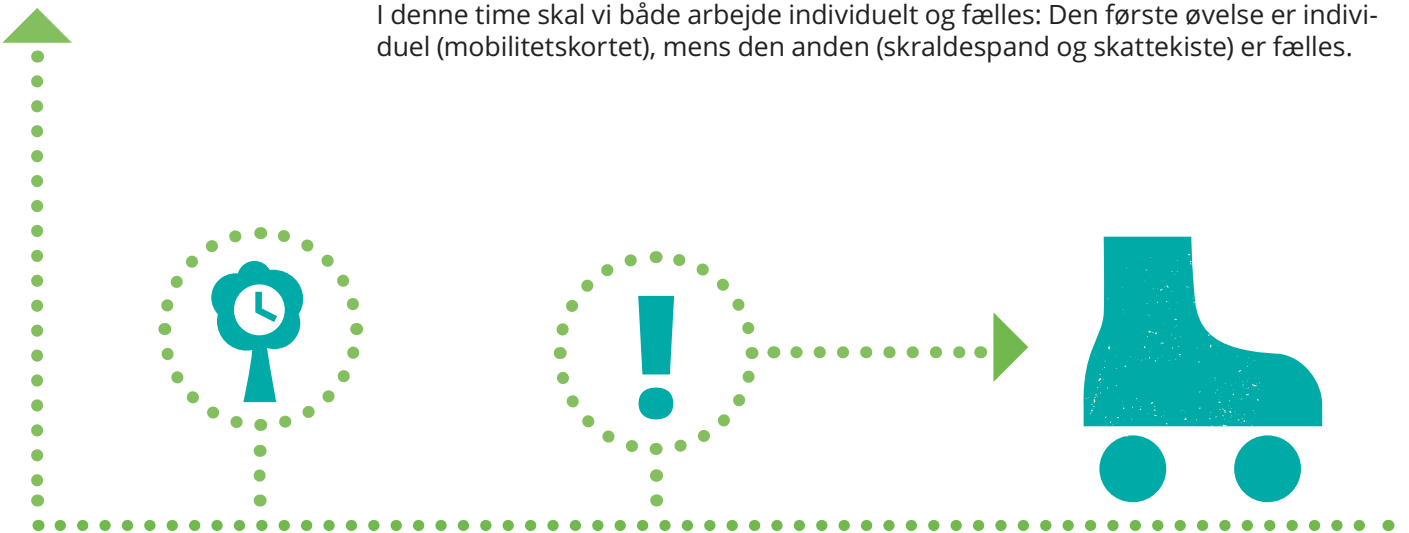 I denne time skal vi både arbejde individuelt og fælles: Den første øvelse er indivi-
duel (mobilitetskortet), mens den anden (skraldespand og skattekiste) er fælles.
!